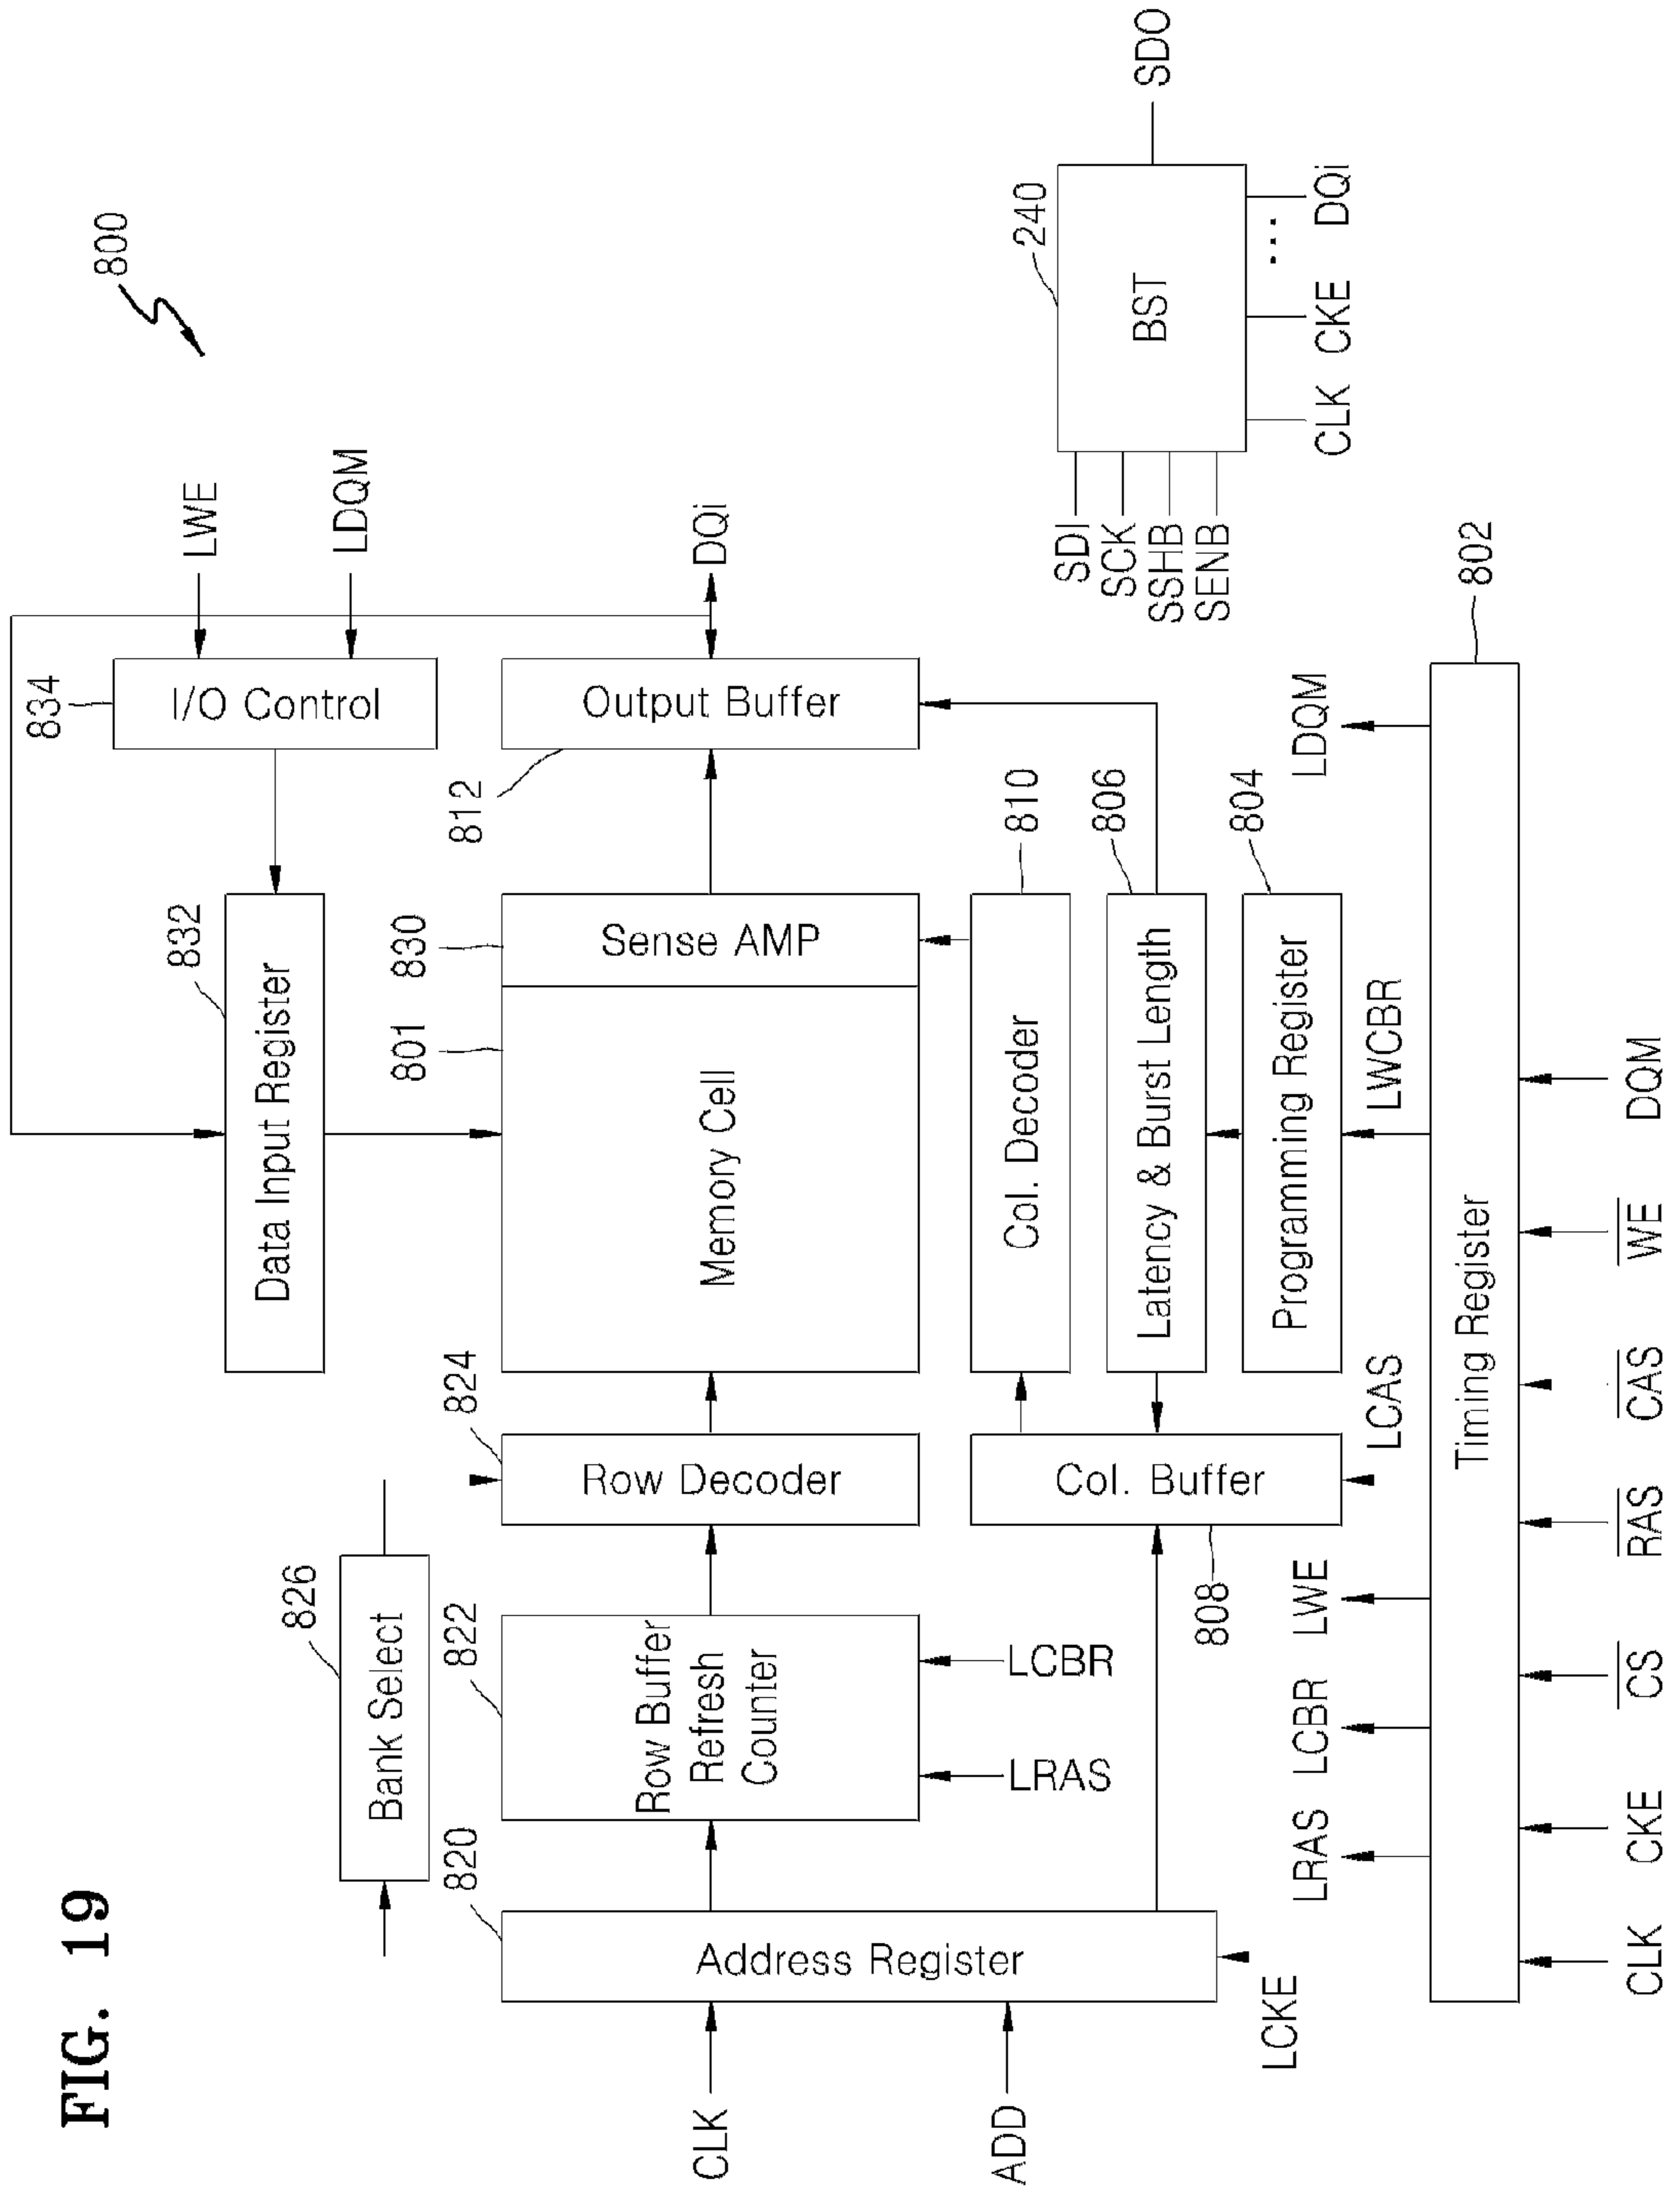 FIG. 19
800
826
Bank Select
832
Data Input Register
834
I/O Control
LWE
LDQM
CLK
ADD
820
Address Register
LCKE
822
Row Buffer
Refresh
Counter
LRAS
LCBR
824
Row Decoder
801
Memory Cell
830
Sense AMP
812
Output Buffer
DQi
808
Col. Buffer
LCAS
810
Col. Decoder
806
Latency & Burst Length
804
Programming Register
LWCBR
SDI
SCK
SSHB
SENB
240
BST
SDO
CLK
CKE
...
DQi
LRAS
LCBR
LWE
LDQM
802
Timing Register
CLK
CKE
CS
RAS
CAS
WE
DQM